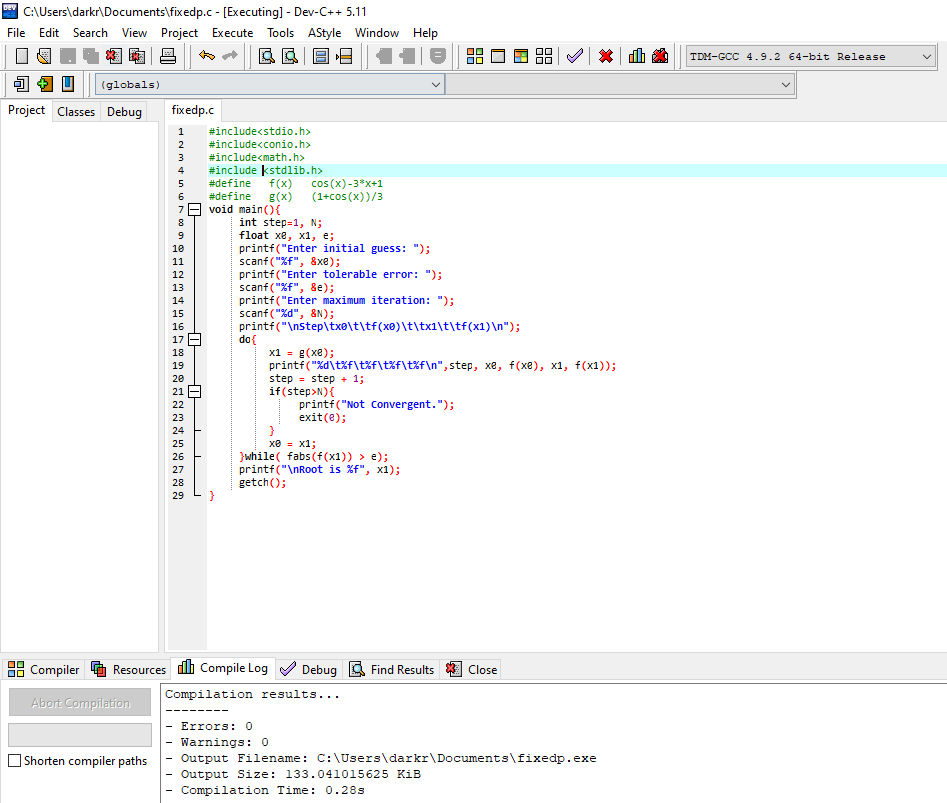 C:\Users\darkr\Documents\fixedp.c - [Executing] - Dev-C++ 5.11
File Edit Search View Project Execute Tools AStyle Window Help
TDM-GCC 4.9.2 64-bit Release
(globals)
Project Classes Debug
fixedp.c
1 #include<stdio.h>
2 #include<conio.h>
3 #include<math.h>
4 #include <stdlib.h>
5 #define   f(x)   cos(x)-3*x+1
6 #define   g(x)   (1+cos(x))/3
7 void main(){
8      int step=1, N;
9      float x0, x1, e;
10      printf("Enter initial guess: ");
11      scanf("%f", &x0);
12      printf("Enter tolerable error: ");
13      scanf("%f", &e);
14      printf("Enter maximum iteration: ");
15      scanf("%d", &N);
16      printf("\nStep\tx0\t\tf(x0)\t\tx1\t\tf(x1)\n");
17      do{
18           x1 = g(x0);
19           printf("%d\t%f\t%f\t%f\t%f\n",step, x0, f(x0), x1, f(x1));
20           step = step + 1;
21           if(step>N){
22                printf("Not Convergent.");
23                exit(0);
24           }
25           x0 = x1;
26      }while( fabs(f(x1)) > e);
27      printf("\nRoot is %f", x1);
28      getch();
29 }
Compiler Resources Compile Log Debug Find Results Close
Abort Compilation
Shorten compiler paths
Compilation results...
--------
- Errors: 0
- Warnings: 0
- Output Filename: C:\Users\darkr\Documents\fixedp.exe
- Output Size: 133.041015625 KiB
- Compilation Time: 0.28s